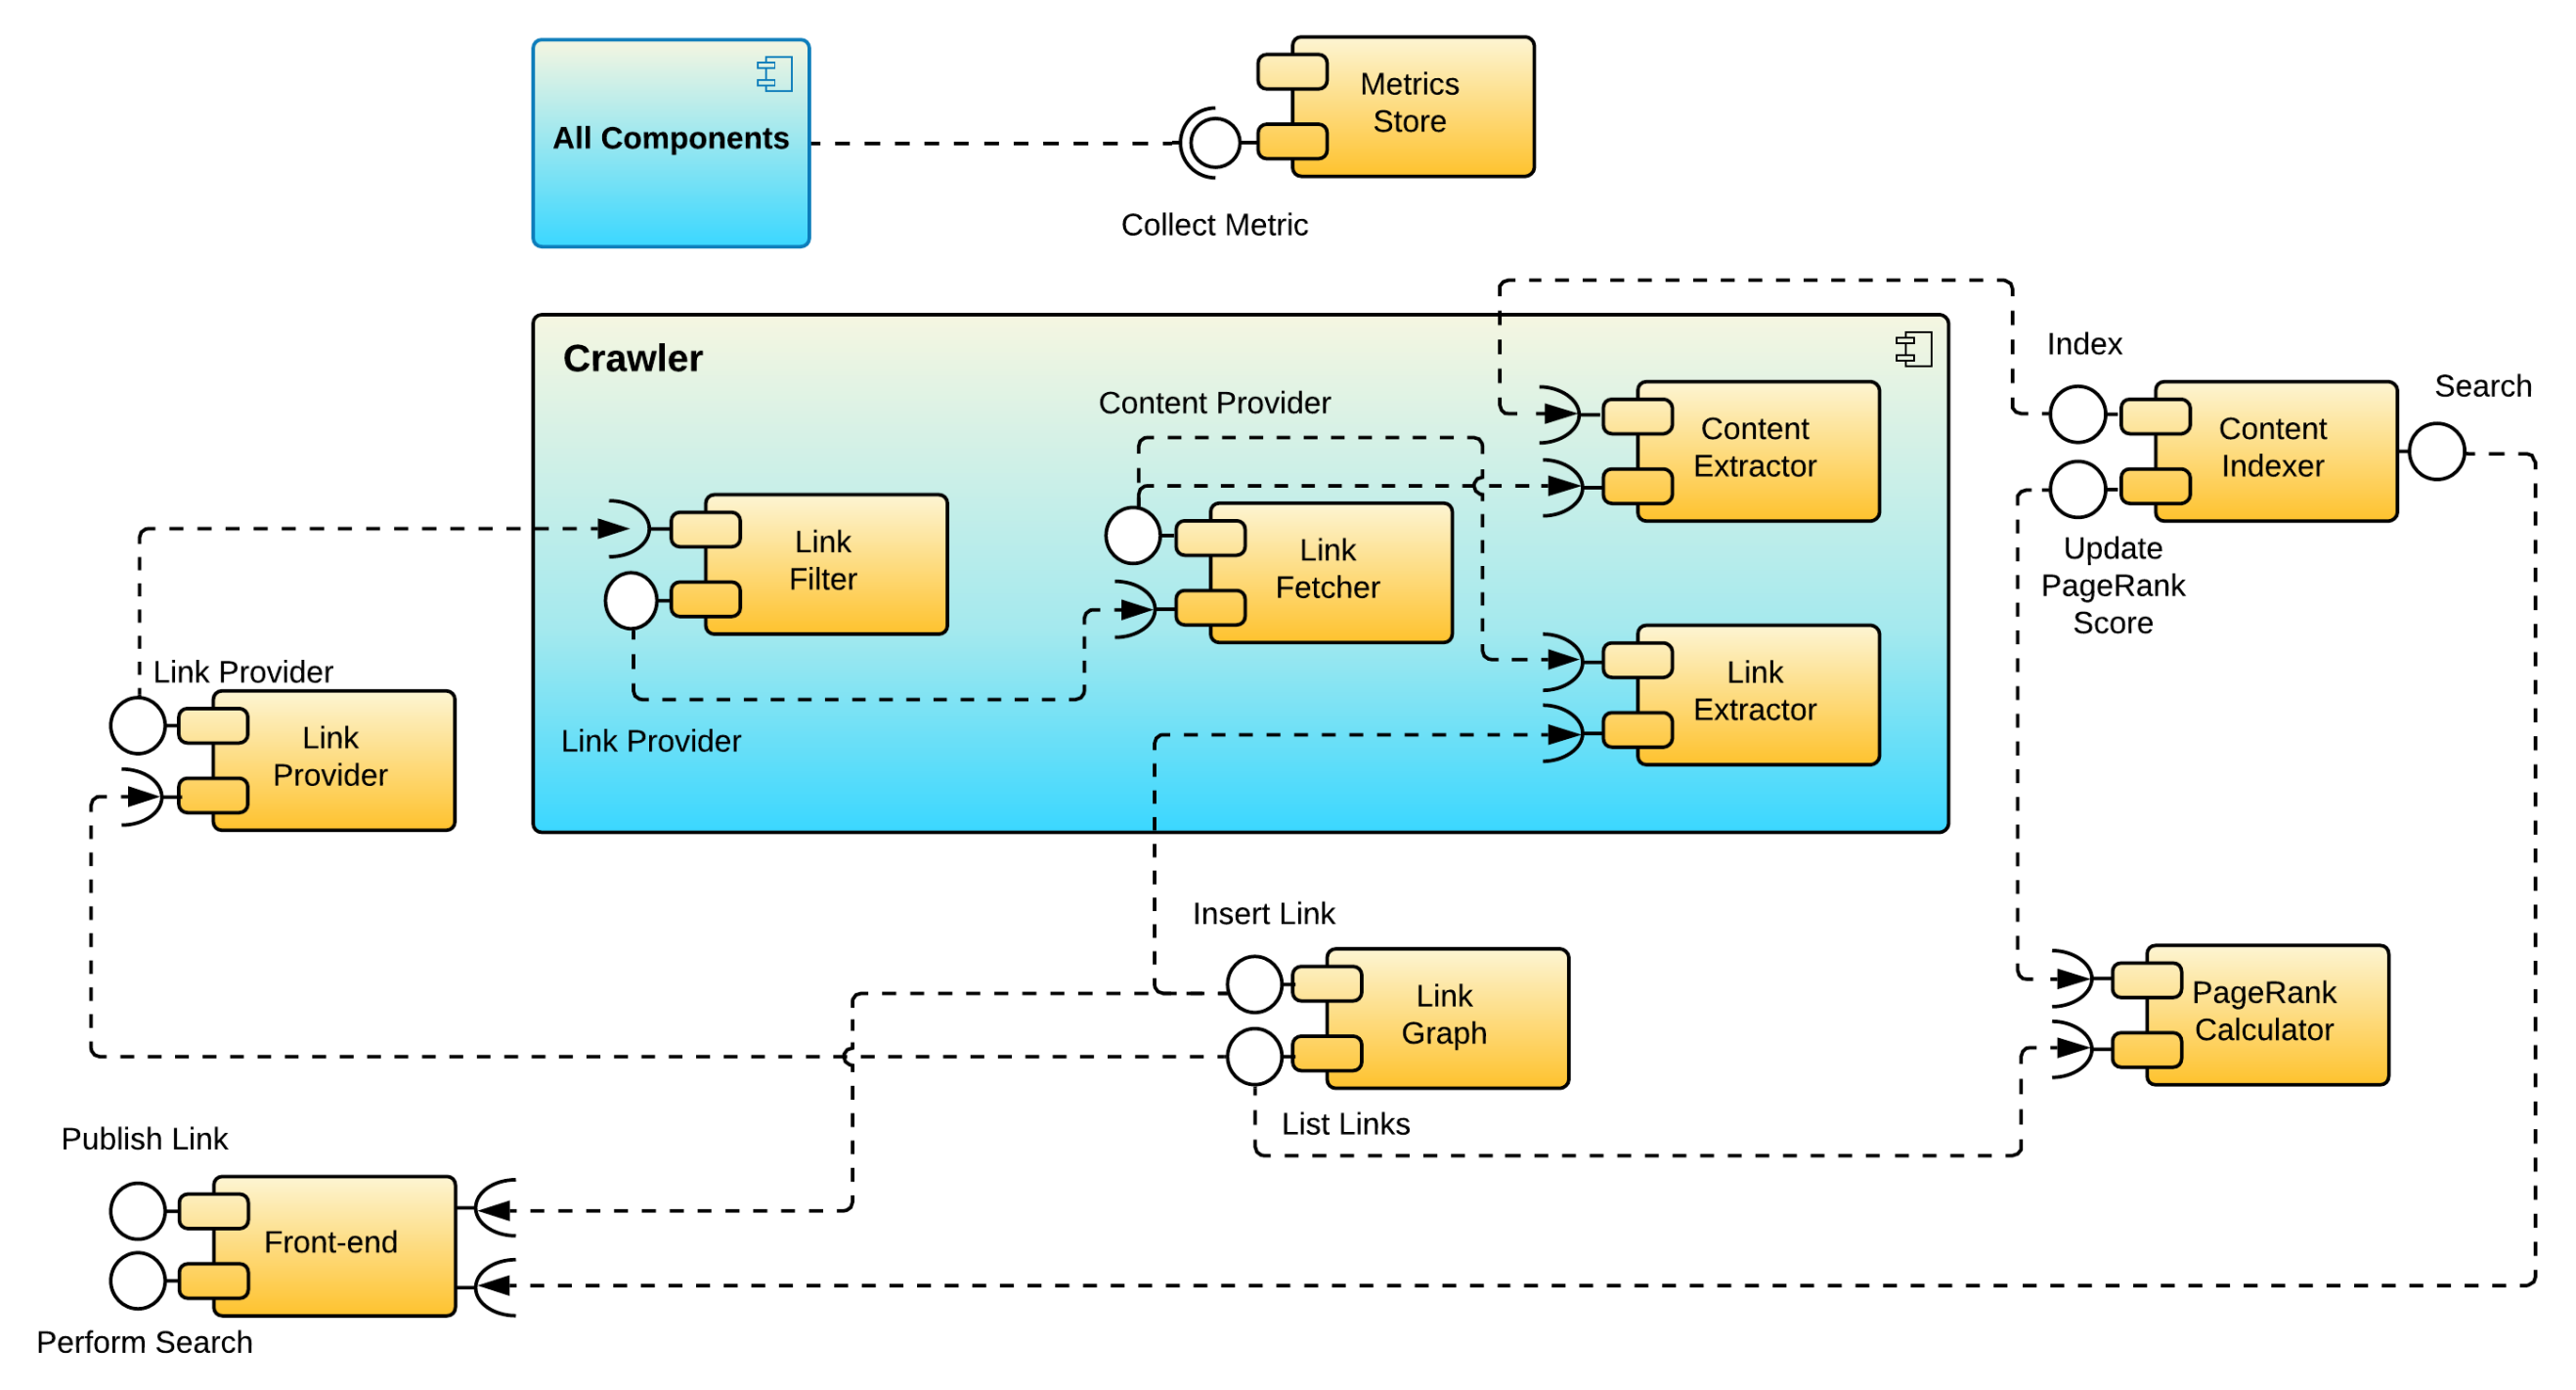 All Components
Metrics
Store
Collect Metric
Crawler
Index
Search
Content Provider
Content
Extractor
Content
Indexer
Link
Filter
Link
Fetcher
Update
PageRank
Score
Link Provider
Link
Provider
Link Provider
Link
Extractor
Insert Link
Link
Graph
PageRank
Calculator
List Links
Publish Link
Front-end
Perform Search